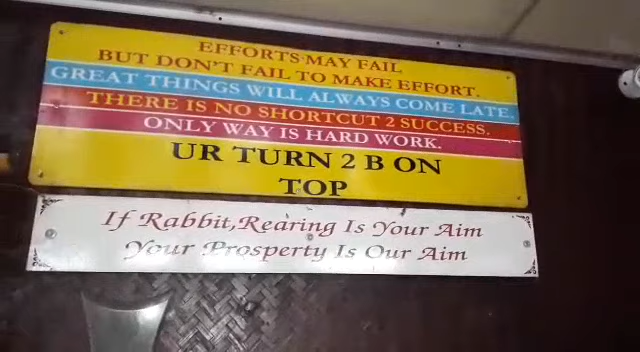 EFFORTS MAY FAIL
BUT DON'T FAIL TO MAKE EFFORT.
GREAT THINGS WILL ALWAYS COME LATE.
THERE IS NO SHORTCUT 2 SUCCESS.
ONLY WAY IS HARD WORK.
UR TURN 2 B ON
TOP
If Rabbit,Rearing Is Your Aim
Your Prosperty Is Our Aim